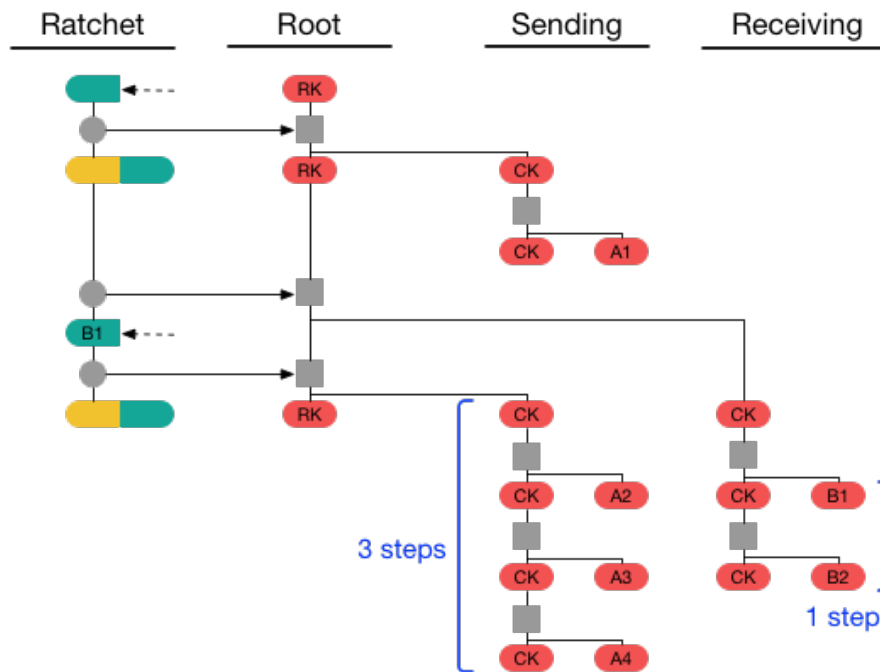 Ratchet Root Sending Receiving
RK
RK CK
CK A1
B1
RK CK CK
CK A2 CK B1
3 steps
CK A3 CK B2
1 step
CK A4